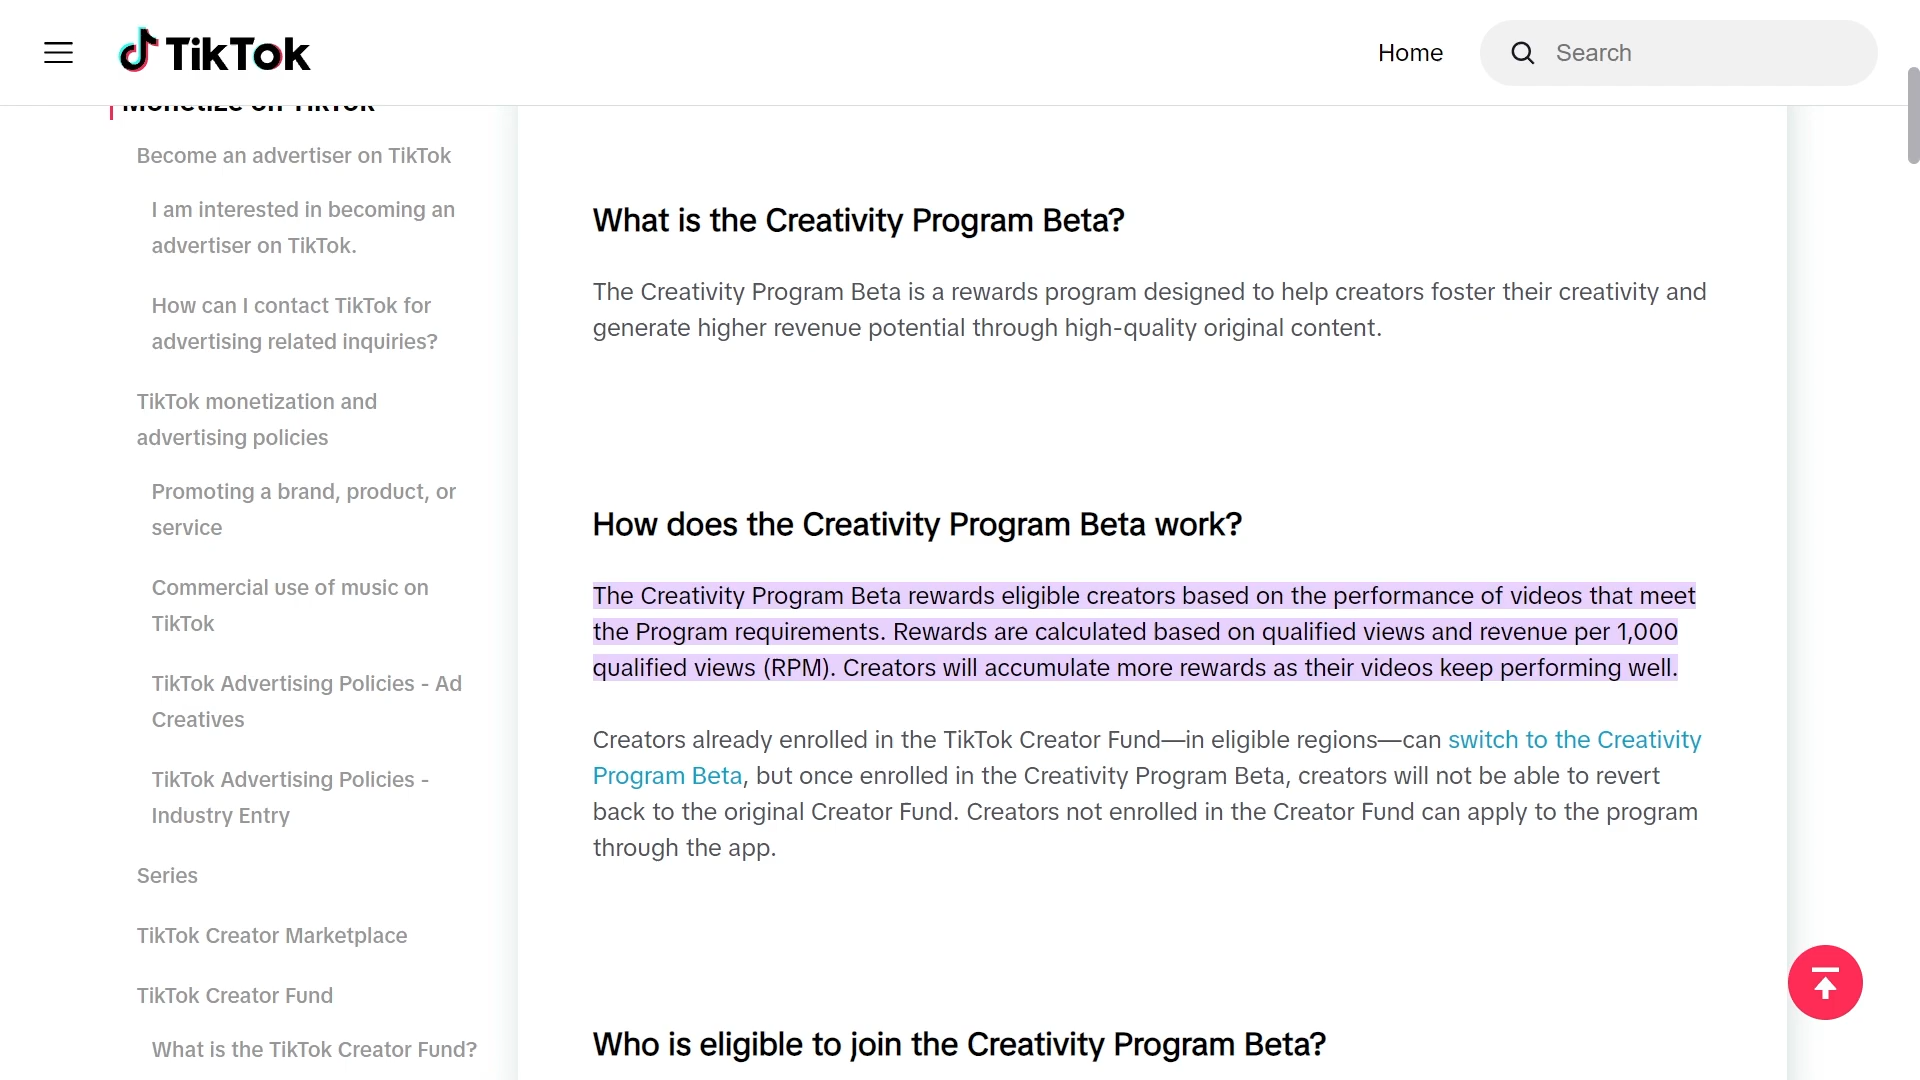 TikTok
Home
Search
Monetize on TikTok
Become an advertiser on TikTok
I am interested in becoming an
advertiser on TikTok.
How can I contact TikTok for
advertising related inquiries?
TikTok monetization and
advertising policies
Promoting a brand, product, or
service
Commercial use of music on
TikTok
TikTok Advertising Policies - Ad
Creatives
TikTok Advertising Policies -
Industry Entry
Series
TikTok Creator Marketplace
TikTok Creator Fund
What is the TikTok Creator Fund?
What is the Creativity Program Beta?
The Creativity Program Beta is a rewards program designed to help creators foster their creativity and
generate higher revenue potential through high-quality original content.
How does the Creativity Program Beta work?
The Creativity Program Beta rewards eligible creators based on the performance of videos that meet
the Program requirements. Rewards are calculated based on qualified views and revenue per 1,000
qualified views (RPM). Creators will accumulate more rewards as their videos keep performing well.
Creators already enrolled in the TikTok Creator Fund—in eligible regions—can switch to the Creativity
Program Beta, but once enrolled in the Creativity Program Beta, creators will not be able to revert
back to the original Creator Fund. Creators not enrolled in the Creator Fund can apply to the program
through the app.
Who is eligible to join the Creativity Program Beta?